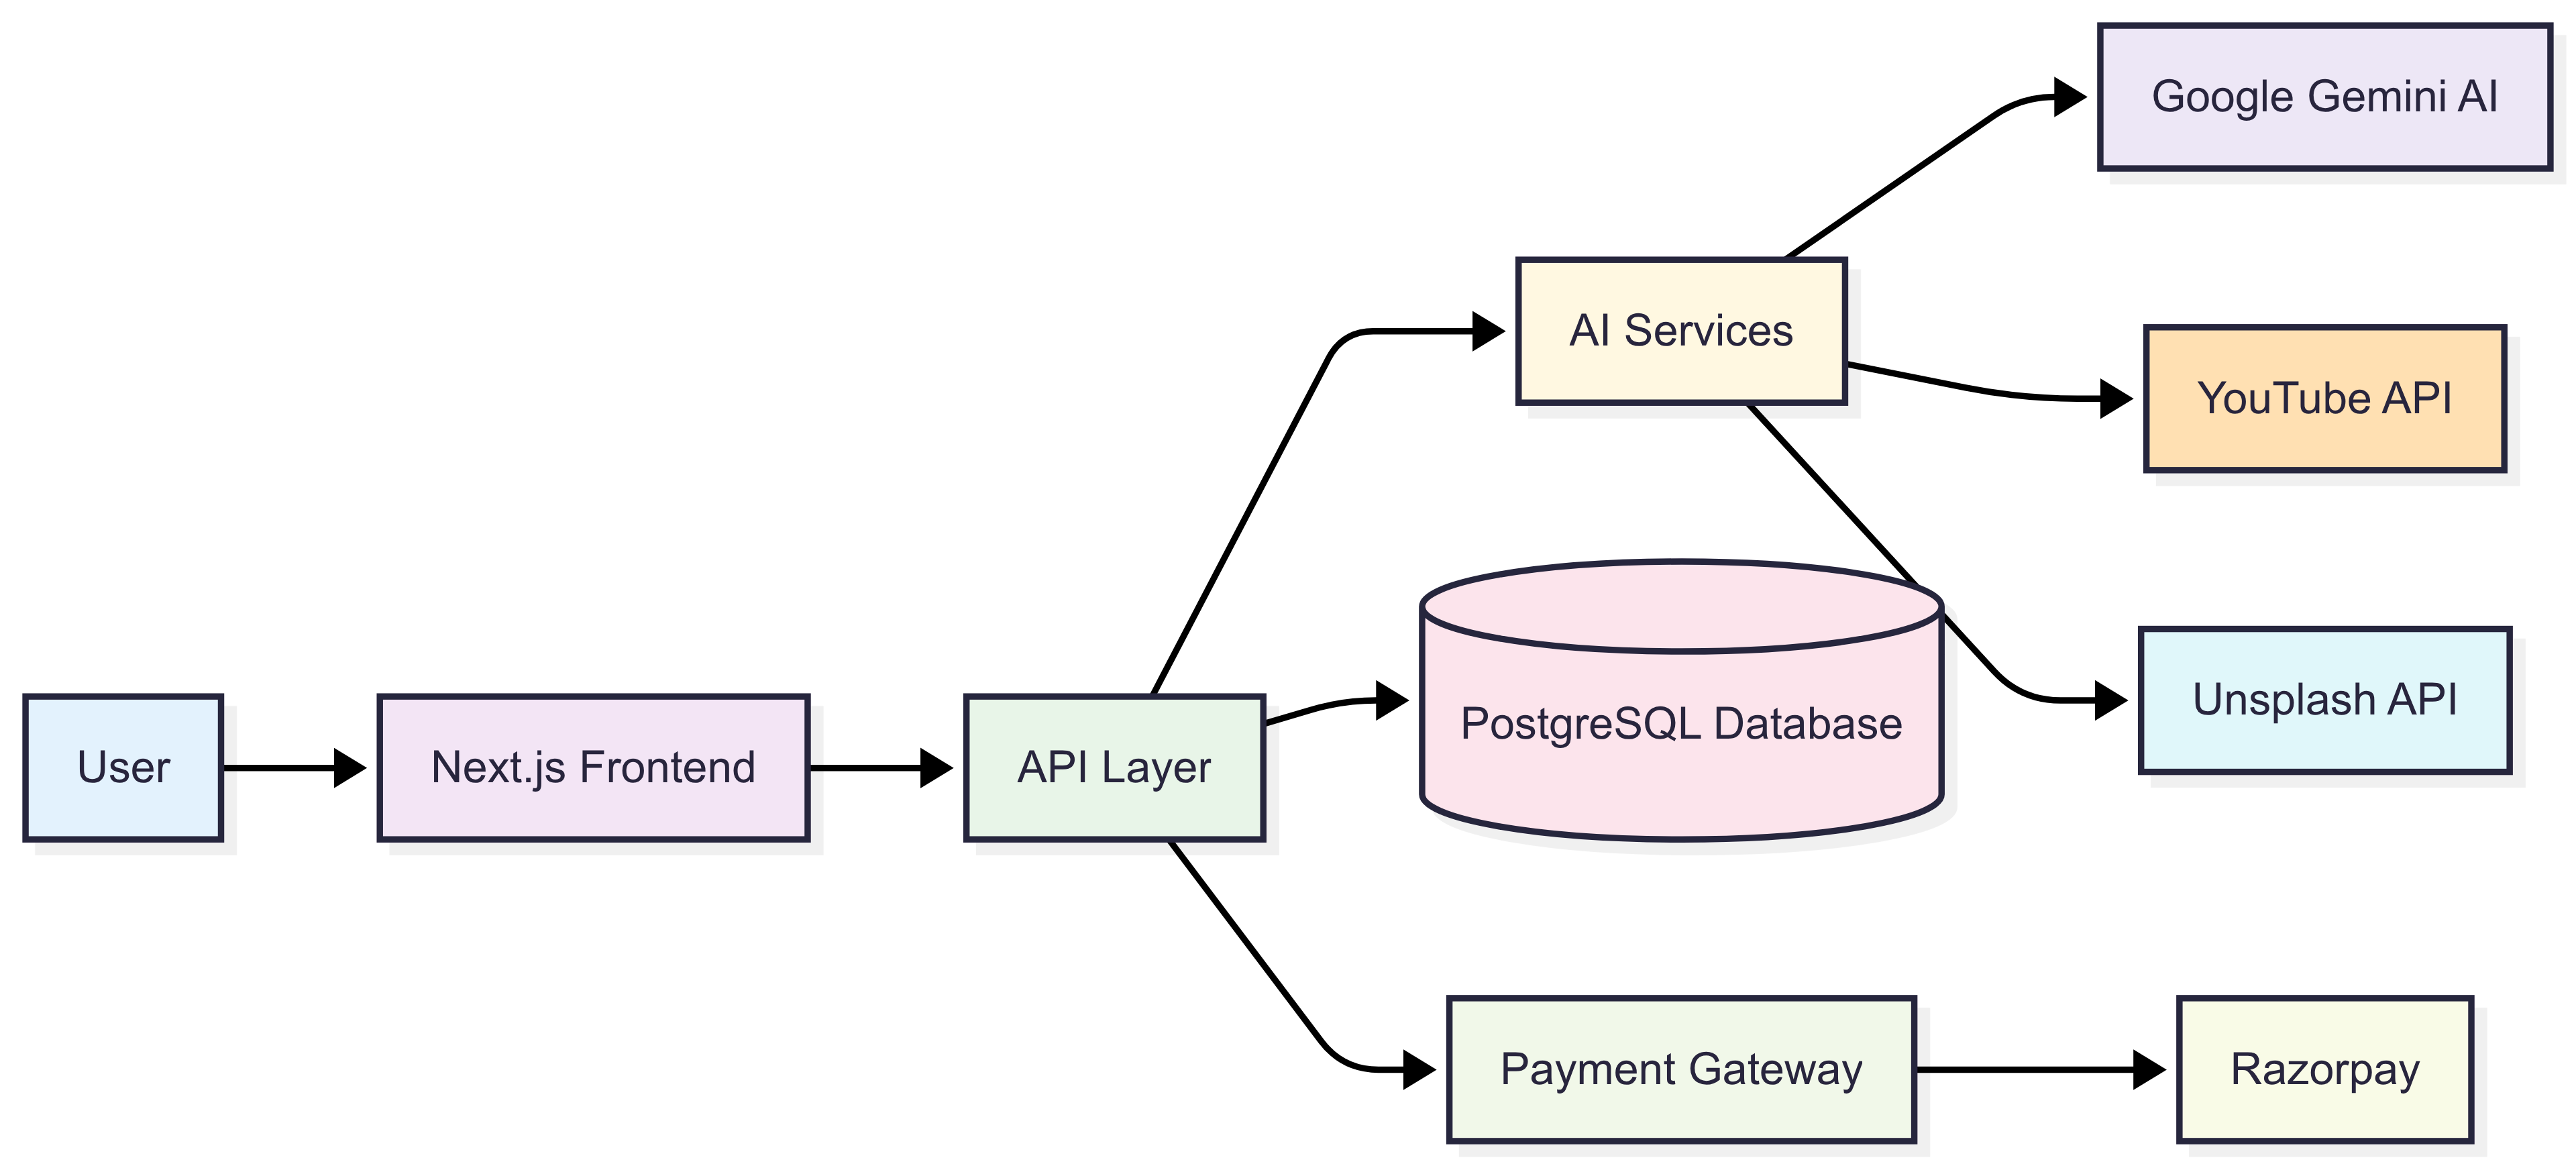 Google Gemini AI
AI Services
YouTube API
PostgreSQL Database
Unsplash API
User
Next.js Frontend
API Layer
Payment Gateway
Razorpay